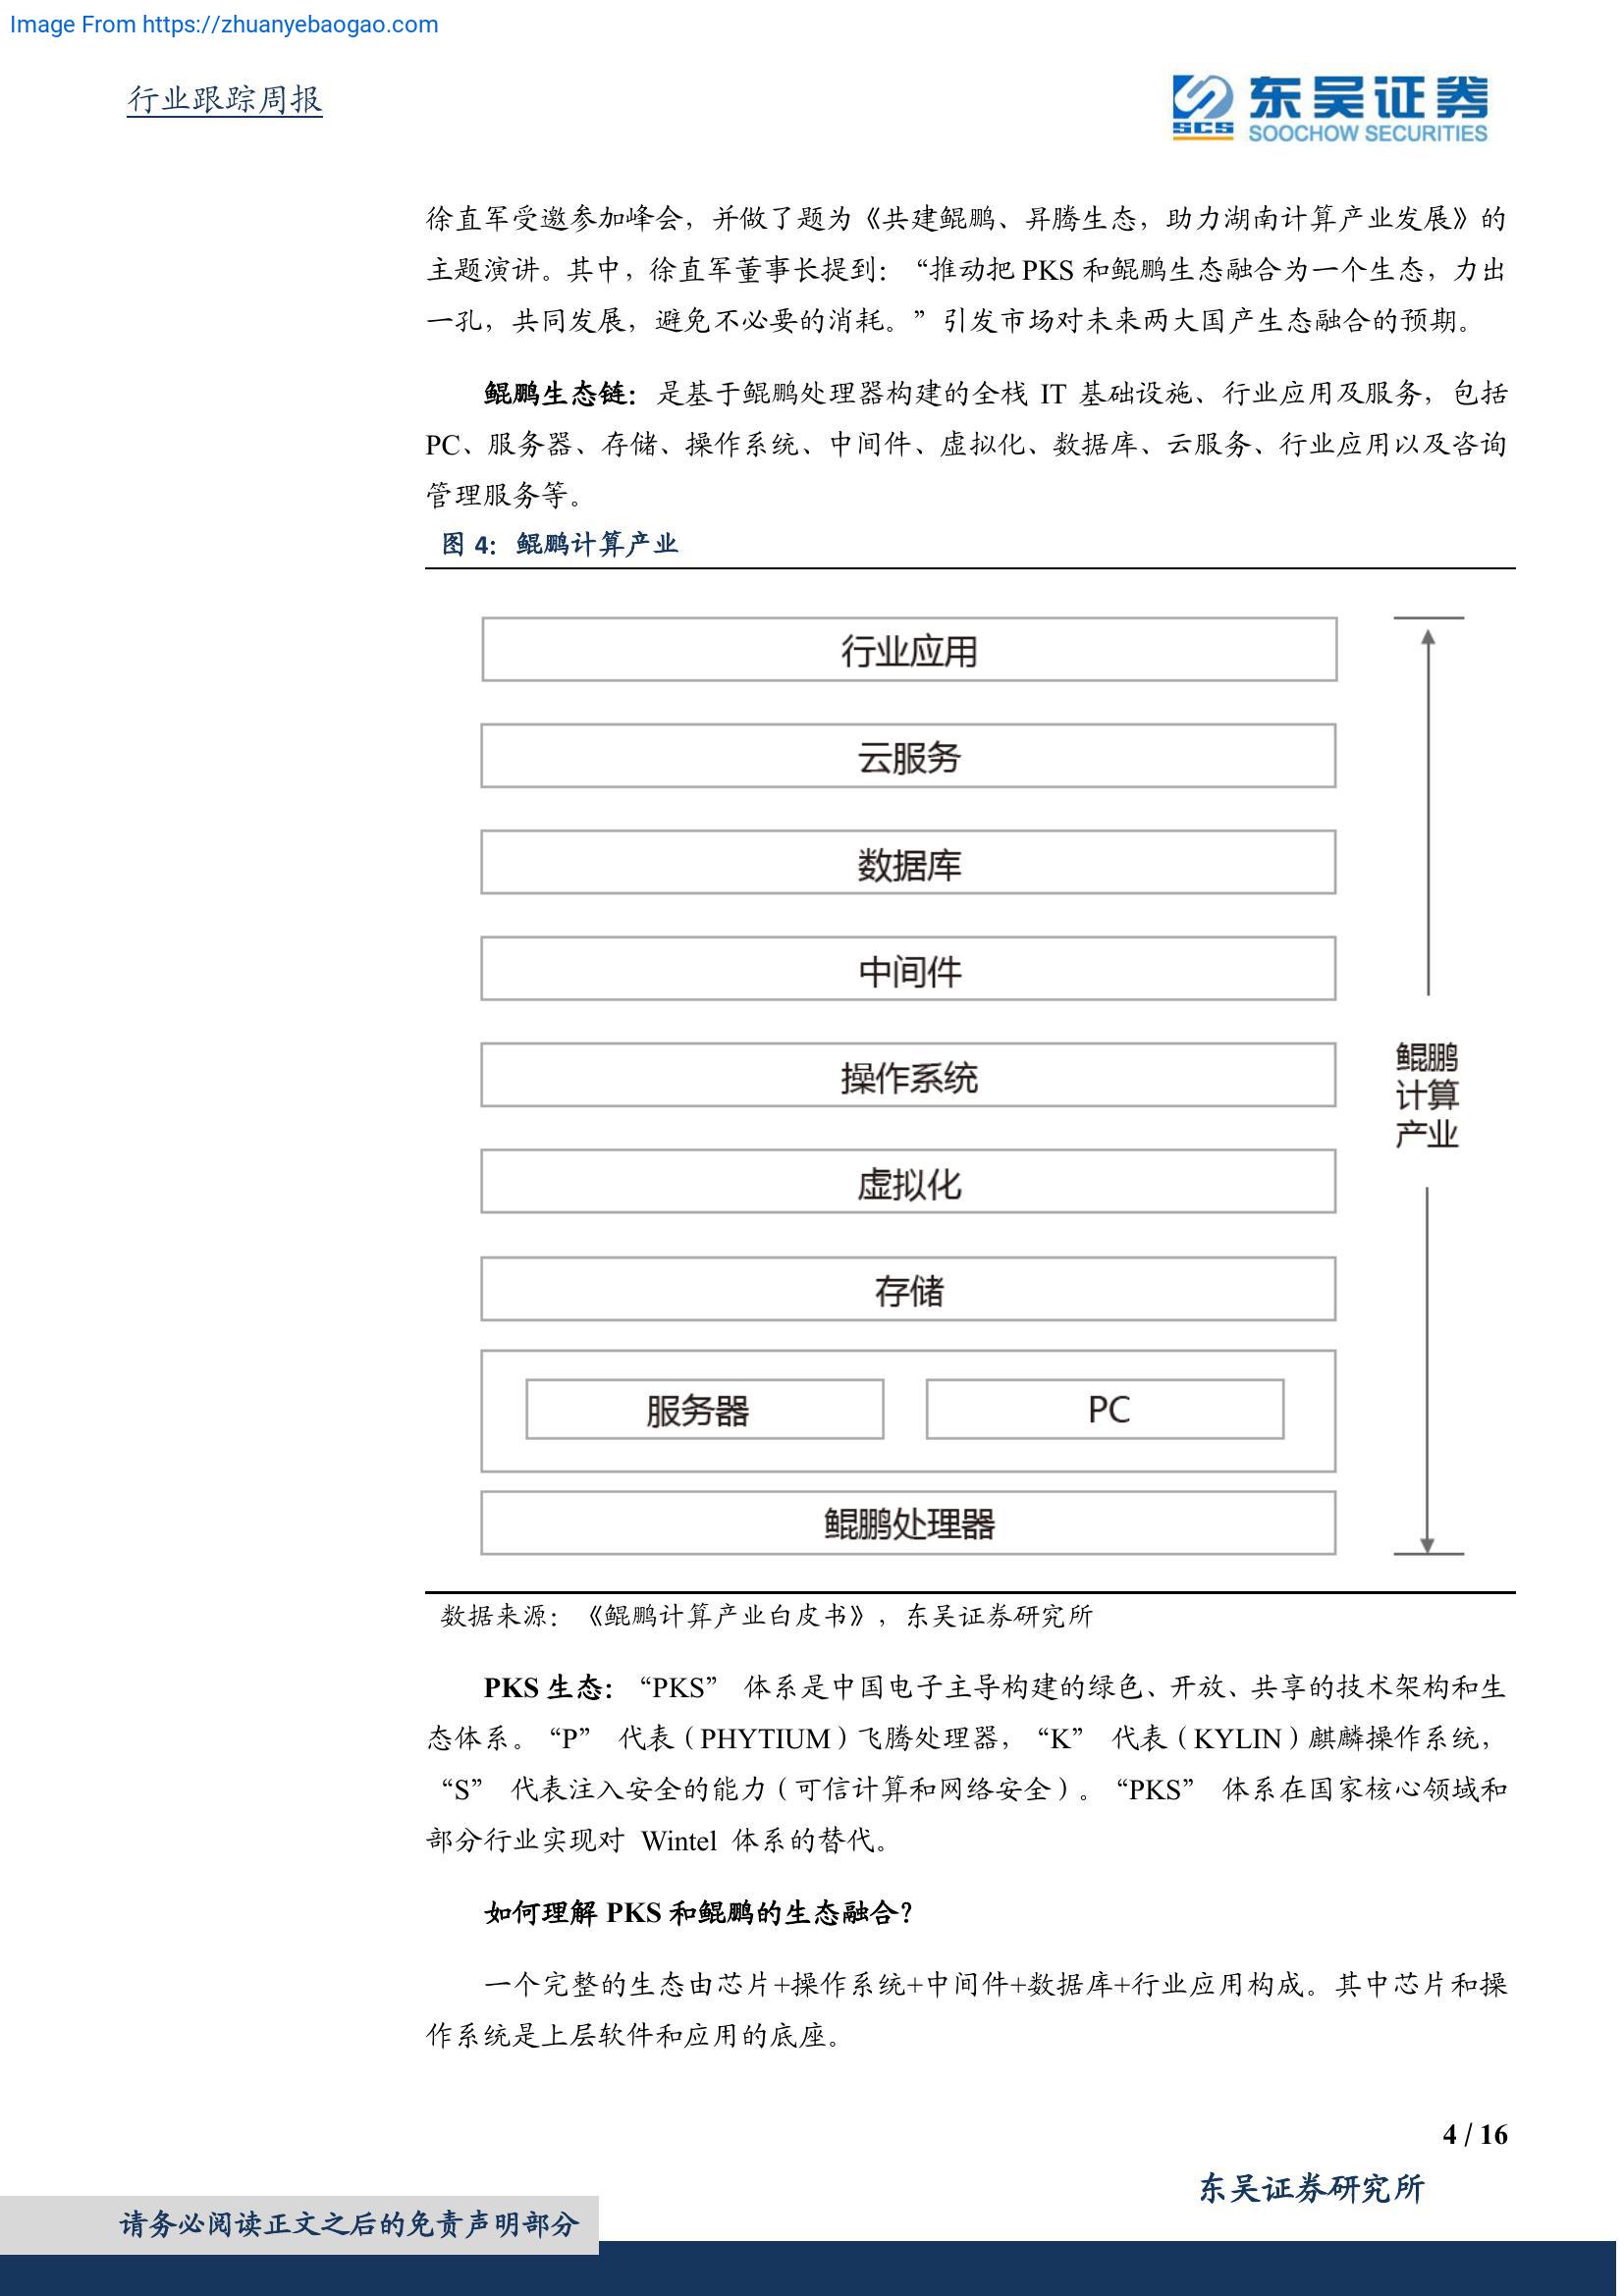 Image From https://zhuanyebaogao.com
行业跟踪周报
SCS
东吴证券
SOOCHOW SECURITIES
徐直军受邀参加峰会，并做了题为《共建鲲鹏、昇腾生态，助力湖南计算产业发展》的
主题演讲。其中，徐直军董事长提到：“推动把 PKS 和鲲鹏生态融合为一个生态，力出
一孔，共同发展，避免不必要的消耗。”引发市场对未来两大国产生态融合的预期。
鲲鹏生态链：是基于鲲鹏处理器构建的全栈 IT 基础设施、行业应用及服务，包括
PC、服务器、存储、操作系统、中间件、虚拟化、数据库、云服务、行业应用以及咨询
管理服务等。
图 4：鲲鹏计算产业
行业应用
云服务
数据库
中间件
操作系统
虚拟化
存储
服务器 PC
鲲鹏处理器
鲲鹏
计算
产业
数据来源：《鲲鹏计算产业白皮书》，东吴证券研究所
PKS 生态：“PKS” 体系是中国电子主导构建的绿色、开放、共享的技术架构和生
态体系。“P” 代表（PHYTIUM）飞腾处理器，“K” 代表（KYLIN）麒麟操作系统，
“S” 代表注入安全的能力（可信计算和网络安全）。“PKS” 体系在国家核心领域和
部分行业实现对 Wintel 体系的替代。
如何理解 PKS 和鲲鹏的生态融合？
一个完整的生态由芯片+操作系统+中间件+数据库+行业应用构成。其中芯片和操
作系统是上层软件和应用的底座。
4 / 16
东吴证券研究所
请务必阅读正文之后的免责声明部分